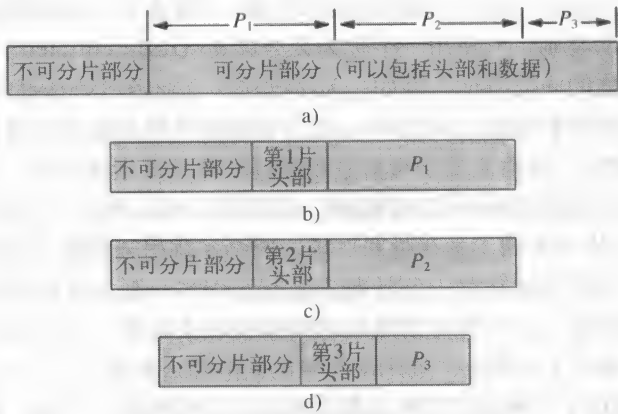 P₁ P₂ P₃
不可分片部分 可分片部分（可以包括头部和数据）
a)
不可分片部分 第1片头部 P₁
b)
不可分片部分 第2片头部 P₂
c)
不可分片部分 第3片头部 P₃
d)